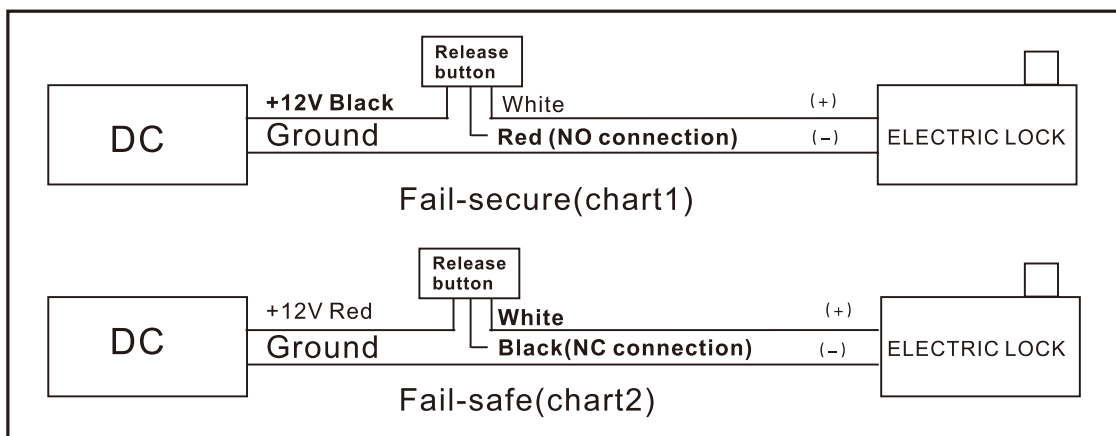 Release
button
+12V Black
White
(+)
DC
Ground
Red (NO connection)
(-)
ELECTRIC LOCK
Fail-secure(chart1)
Release
button
+12V Red
White
(+)
DC
Ground
Black(NC connection)
(-)
ELECTRIC LOCK
Fail-safe(chart2)